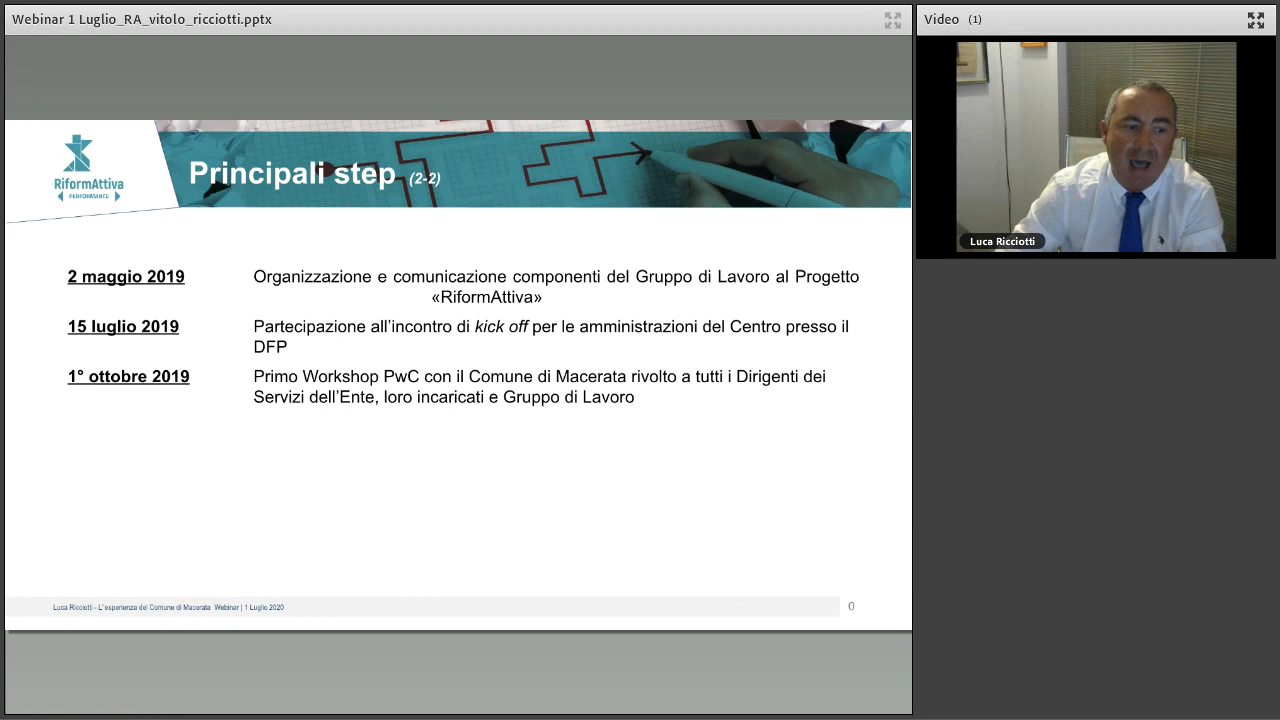 Webinar 1 Luglio_RA_vitolo_ricciotti.pptx
Video (1)
RiformAttiva
PERFORMANCE
Principali step (2-2)
Luca Ricciotti
2 maggio 2019 Organizzazione e comunicazione componenti del Gruppo di Lavoro al Progetto
«RiformAttiva»
15 luglio 2019 Partecipazione all'incontro di kick off per le amministrazioni del Centro presso il
DFP
1° ottobre 2019 Primo Workshop PwC con il Comune di Macerata rivolto a tutti i Dirigenti dei
Servizi dell'Ente, loro incaricati e Gruppo di Lavoro
Luca Ricciotti - L'esperienza del Comune di Macerata Webinar | 1 Luglio 2020
0